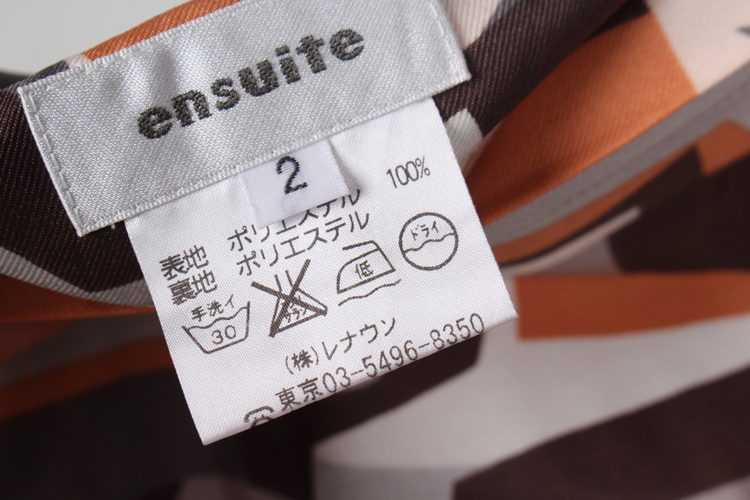 ensuite
2
表地 ポリエステル 100%
裏地 ポリエステル
手洗イ
30
低
ドライ
(株)レナウン
東京03-5496-8350